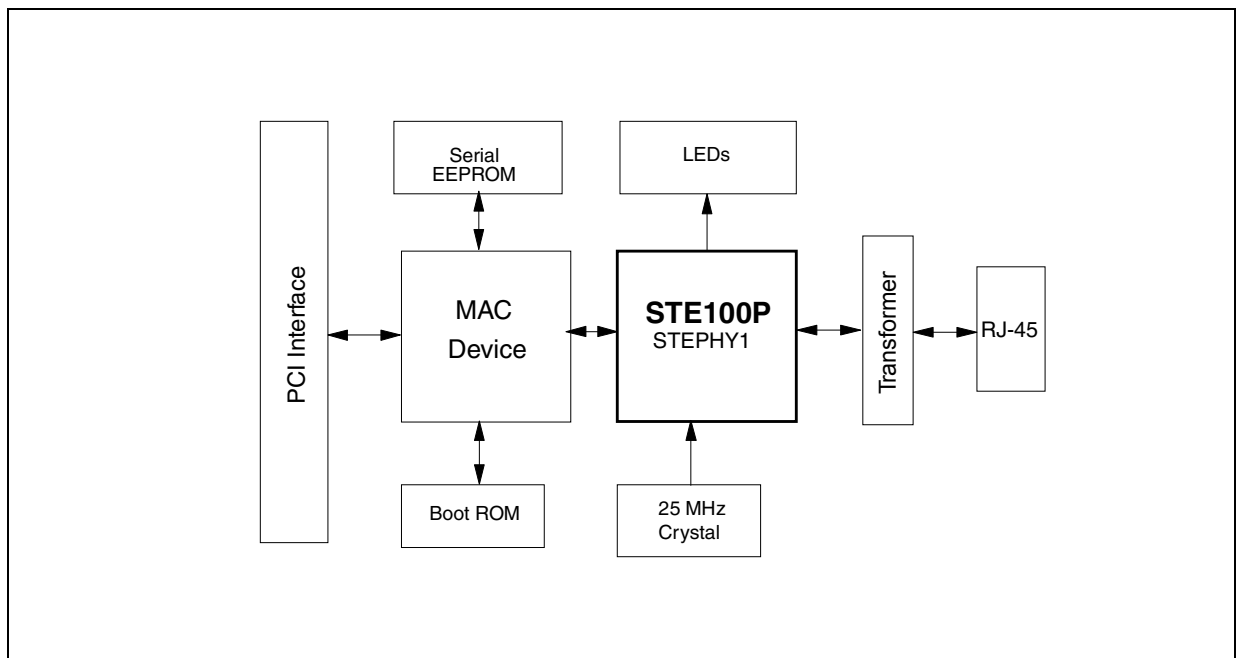 PCI Interface
Serial
EEPROM
MAC
Device
Boot ROM
LEDs
STE100P
STEPHY1
25 MHz
Crystal
Transformer
RJ-45